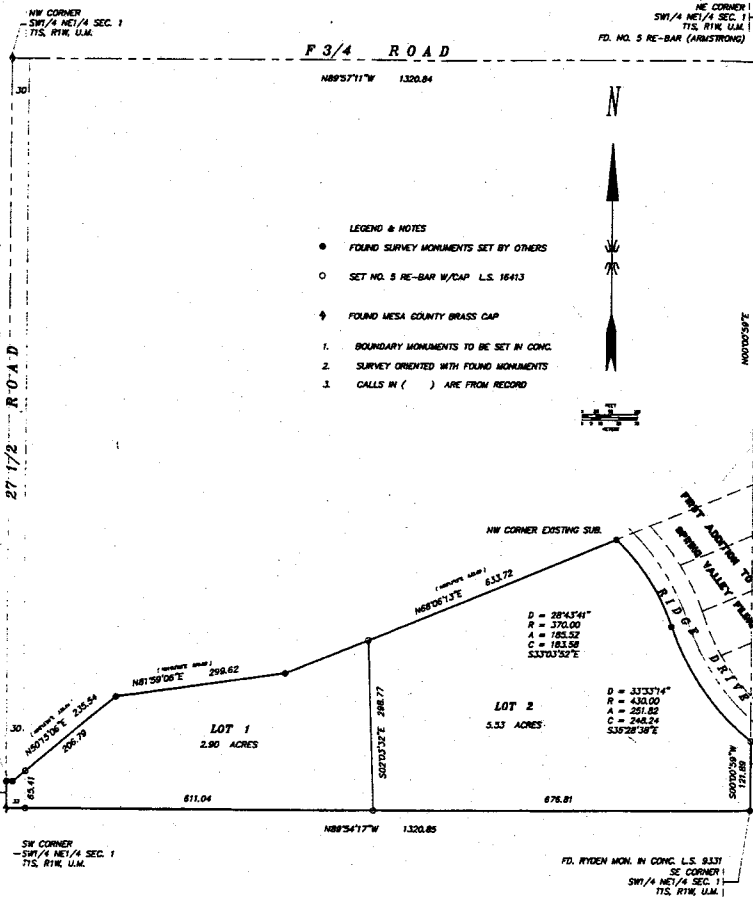 NW CORNER
SW1/4 NE1/4 SEC. 1
T1S, R1W, U.M.
NE CORNER
SW1/4 NE1/4 SEC. 1
T1S, R1W, U.M.
FD. NO. 5 RE-BAR (ARMSTRONG)
F 3/4 ROAD
N89°57'11"W 1320.84
30'
N
LEGEND & NOTES
FOUND SURVEY MONUMENTS SET BY OTHERS
SET NO. 5 RE-BAR W/CAP L.S. 16413
FOUND MESA COUNTY BRASS CAP
1. BOUNDARY MONUMENTS TO BE SET IN CONC.
2. SURVEY ORIENTED WITH FOUND MONUMENTS
3. CALLS IN ( ) ARE FROM RECORD
FEET
METERS
27 1/2 ROAD
FIRST ADDITION TO
SPRING VALLEY
RIDGE DRIVE
NW CORNER EXISTING SUB.
N68°06'13"E 633.72
D = 28°43'41"
R = 370.00
A = 185.52
C = 183.58
S33°03'52"E
N81°59'06"E 299.62
N50°15'06"E 235.54
206.79
S02°03'32"E 298.77
D = 33°33'14"
R = 430.00
A = 251.82
C = 248.24
S35°28'38"E
LOT 1
2.90 ACRES
LOT 2
5.53 ACRES
30'
65.41
S00°00'59"W
121.89
611.04
676.81
N89°54'17"W 1320.85
SW CORNER
SW1/4 NE1/4 SEC. 1
T1S, R1W, U.M.
FD. RYDEN MON. IN CONC. L.S. 9331
SE CORNER
SW1/4 NE1/4 SEC. 1
T1S, R1W, U.M.